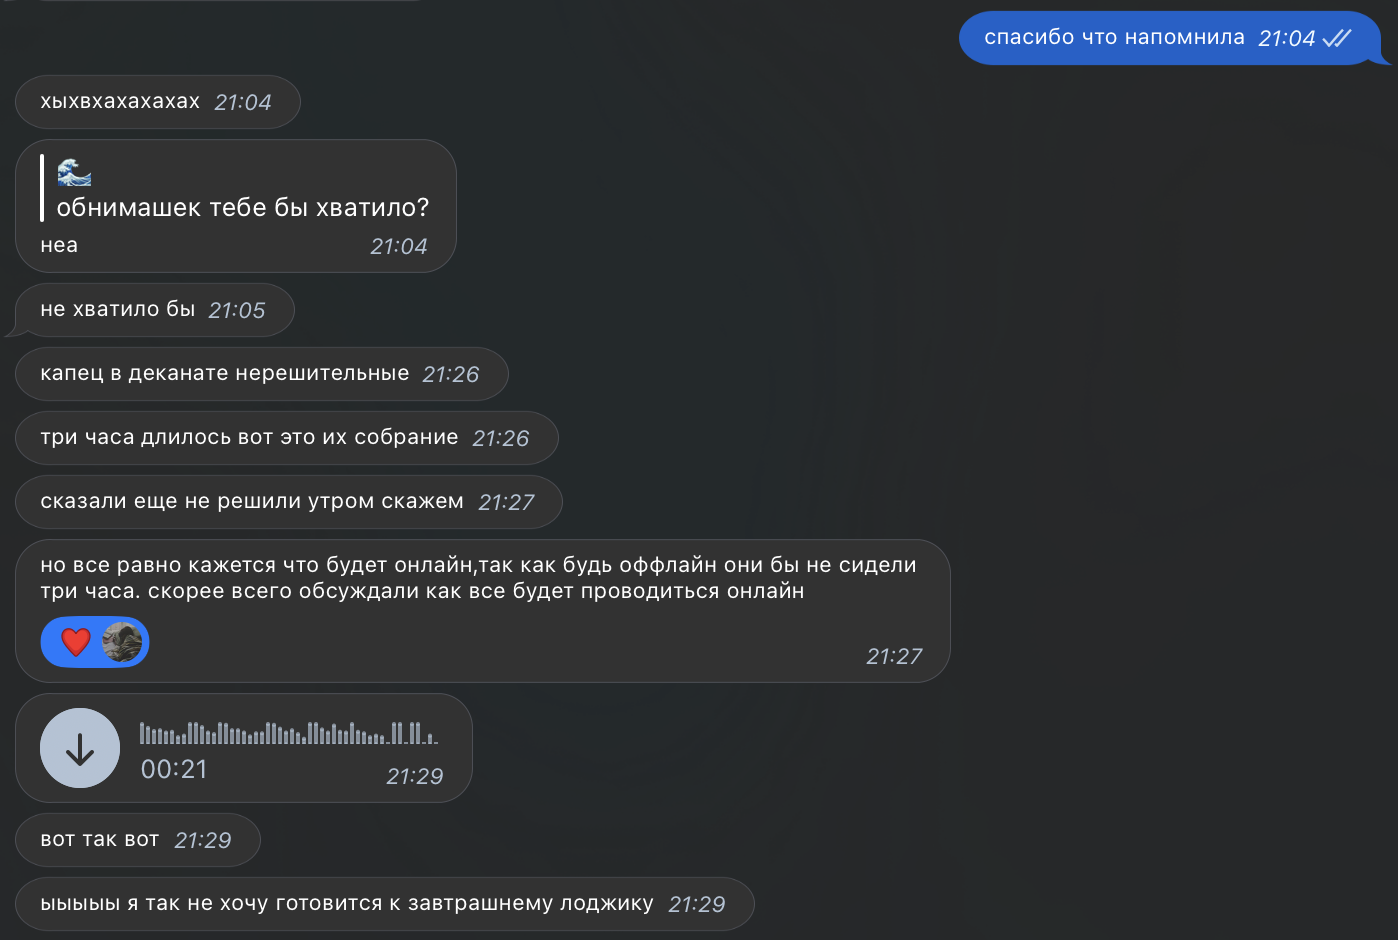 спасибо что напомнила 21:04
хыхвхахахахах 21:04
обнимашек тебе бы хватило?
неа 21:04
не хватило бы 21:05
капец в деканате нерешительные 21:26
три часа длилось вот это их собрание 21:26
сказали еще не решили утром скажем 21:27
но все равно кажется что будет онлайн,так как будь оффлайн они бы не сидели
три часа. скорее всего обсуждали как все будет проводиться онлайн
21:27
00:21 21:29
вот так вот 21:29
ыыыыы я так не хочу готовится к завтрашнему лоджику 21:29